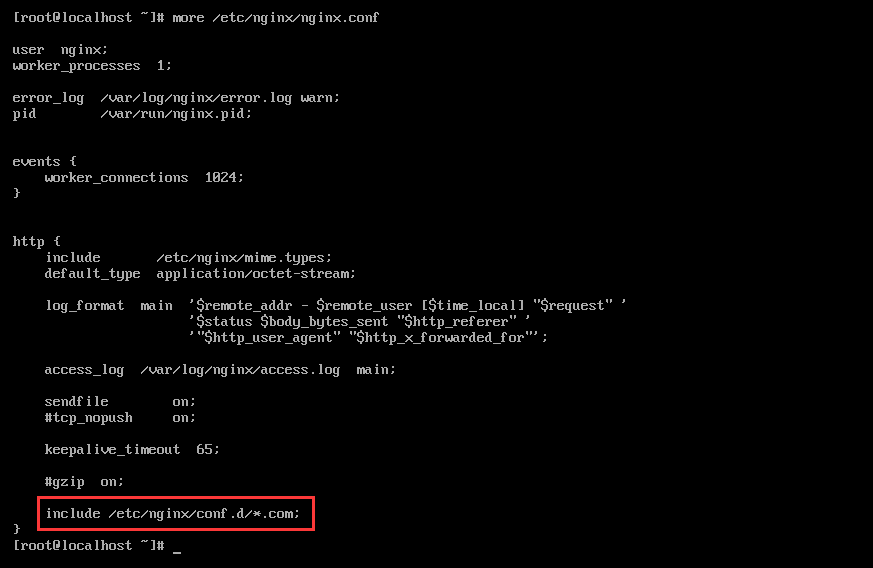 [root@localhost ~]# more /etc/nginx/nginx.conf
user  nginx;
worker_processes  1;
error_log  /var/log/nginx/error.log warn;
pid        /var/run/nginx.pid;
events {
    worker_connections  1024;
}
http {
    include       /etc/nginx/mime.types;
    default_type  application/octet-stream;
    log_format  main  '$remote_addr - $remote_user [$time_local] "$request" '
                      '$status $body_bytes_sent "$http_referer" '
                      '"$http_user_agent" "$http_x_forwarded_for"';
    access_log  /var/log/nginx/access.log  main;
    sendfile        on;
    #tcp_nopush     on;
    keepalive_timeout  65;
    #gzip  on;
    include /etc/nginx/conf.d/*.com;
}
[root@localhost ~]# _